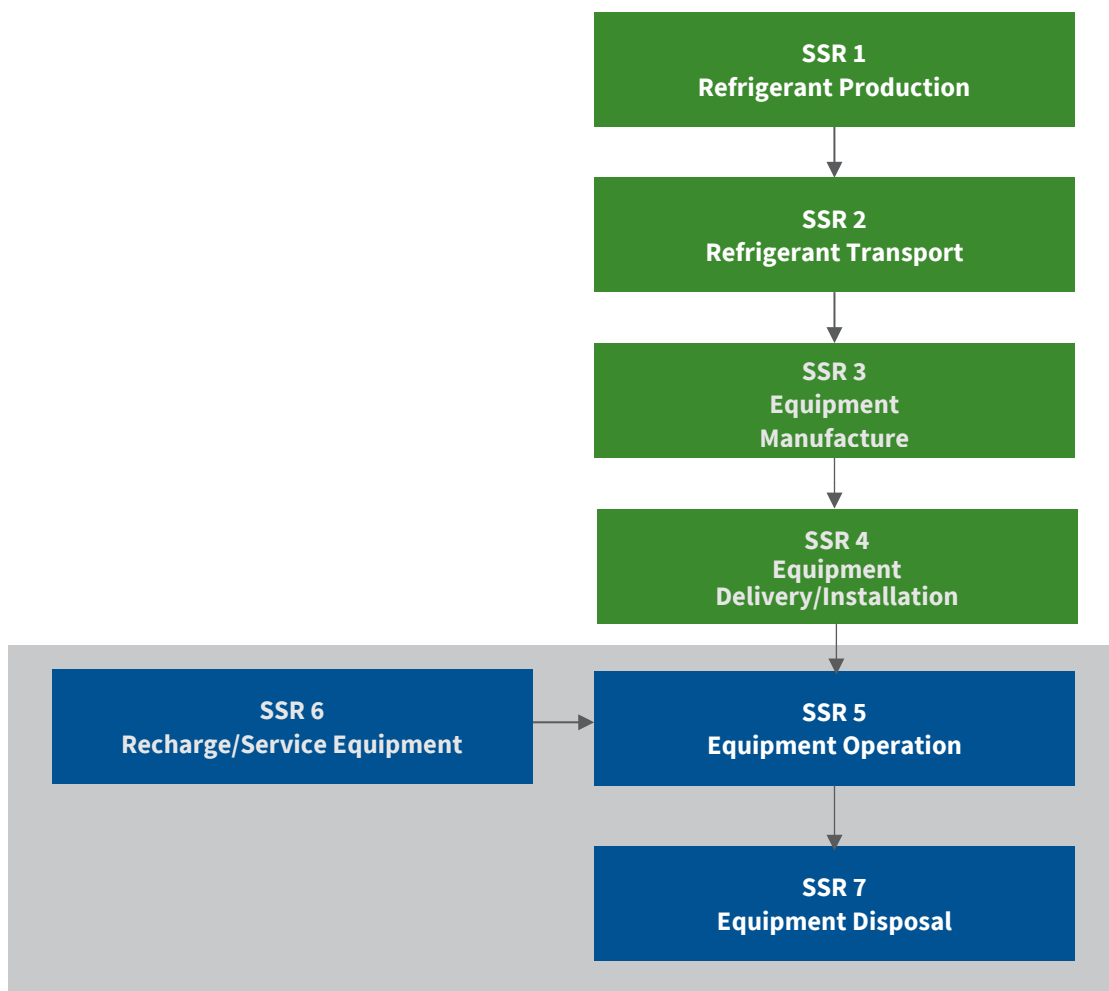 SSR 1
Refrigerant Production
SSR 2
Refrigerant Transport
SSR 3
Equipment
Manufacture
SSR 4
Equipment
Delivery/Installation
SSR 6
Recharge/Service Equipment
SSR 5
Equipment Operation
SSR 7
Equipment Disposal